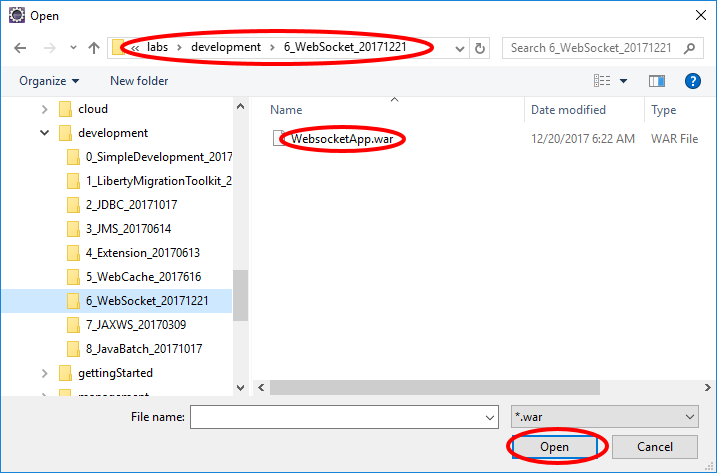 Open
« labs > development > 6_WebSocket_20171221
Search 6_WebSocket_20171221
Organize
New folder
?
cloud
development
0_SimpleDevelopment_2017
1_LibertyMigrationToolkit_2
2_JDBC_20171017
3_JMS_20170614
4_Extension_20170613
5_WebCache_2017616
6_WebSocket_20171221
7_JAXWS_20170309
8_JavaBatch_20171017
gettingStarted
management
Name
Date modified
Type
WebsocketApp.war
12/20/2017 6:22 AM
WAR File
File name:
*.war
Open
Cancel